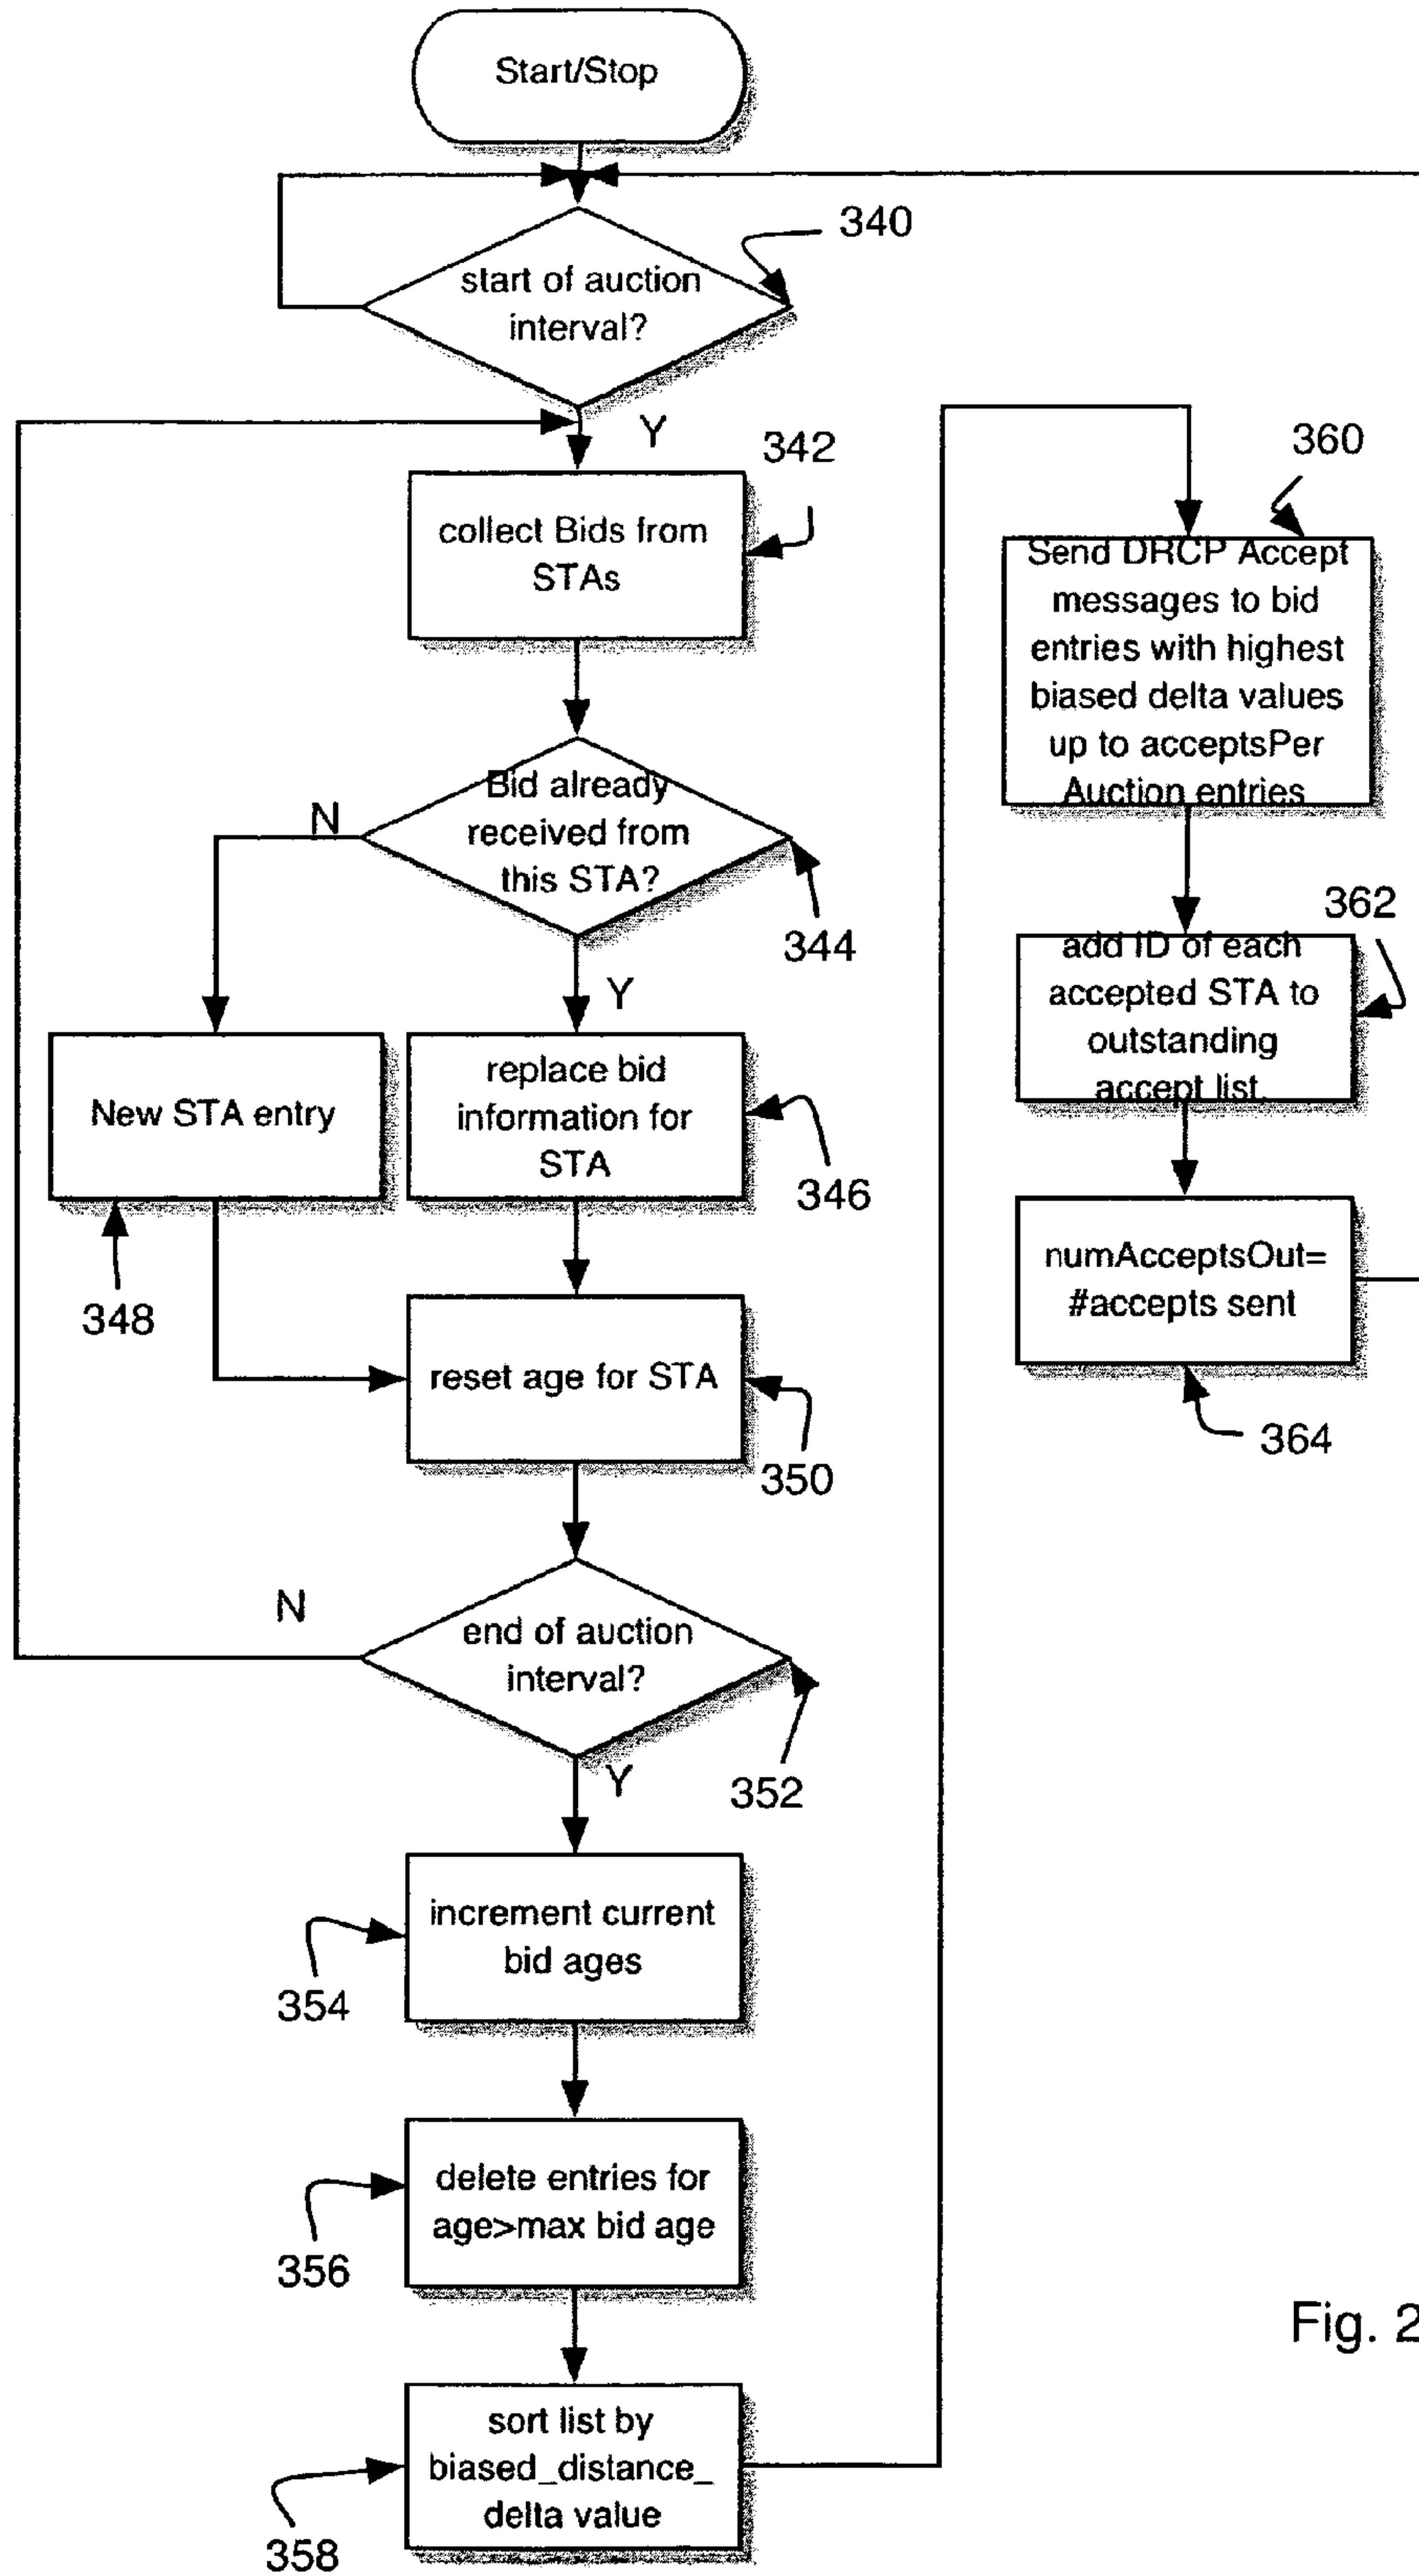 Start/Stop
340
start of auction
interval?
Y
342
collect Bids from
STAs
Bid already
received from
this STA?
N
344
Y
New STA entry
348
replace bid
information for
STA
346
reset age for STA
350
end of auction
interval?
N
352
Y
increment current
bid ages
354
delete entries for
age>max bid age
356
sort list by
biased_distance_
delta value
358
360
Send DRCP Accept
messages to bid
entries with highest
biased delta values
up to acceptsPer
Auction entries
362
add ID of each
accepted STA to
outstanding
accept list.
numAcceptsOut=
#accepts sent
364
Fig. 2